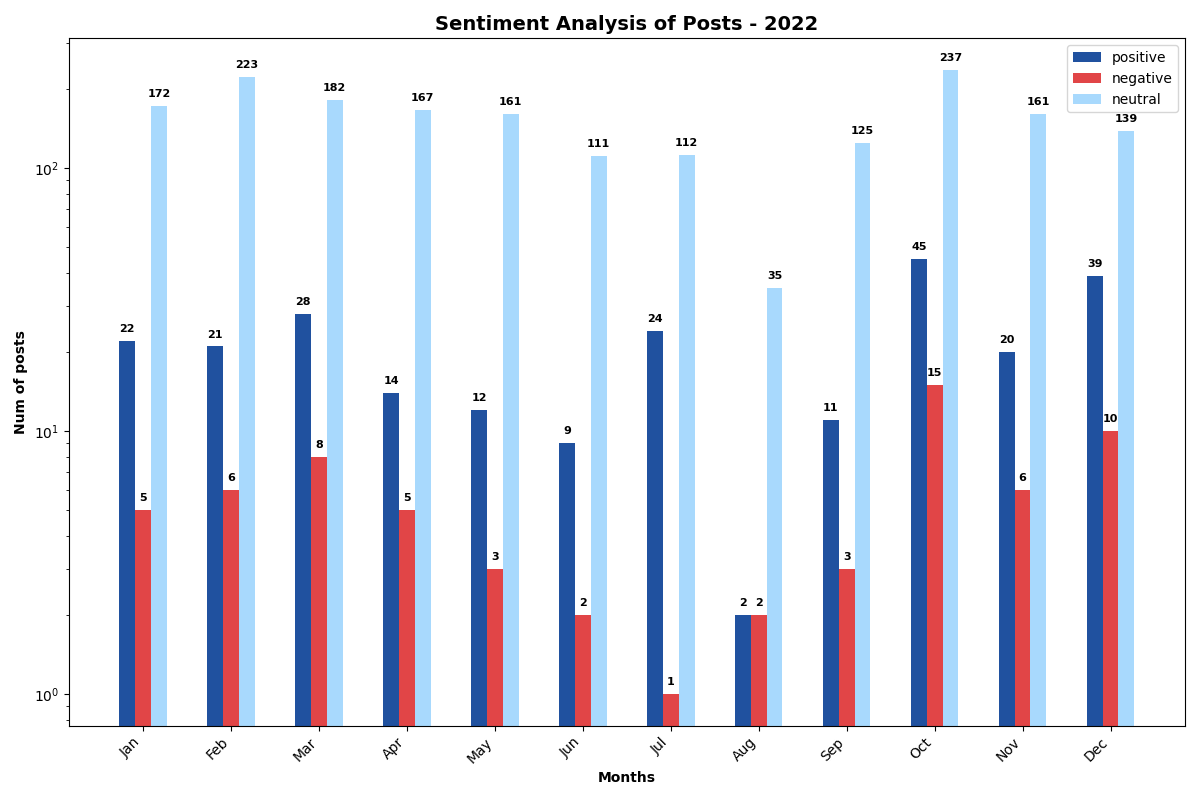 Sentiment Analysis of Posts - 2022
positive
negative
neutral
Num of posts
10²
10¹
10⁰
22 5 172
21 6 223
28 8 182
14 5 167
12 3 161
9 2 111
24 1 112
2 2 35
11 3 125
45 15 237
20 6 161
39 10 139
Jan Feb Mar Apr May Jun Jul Aug Sep Oct Nov Dec
Months